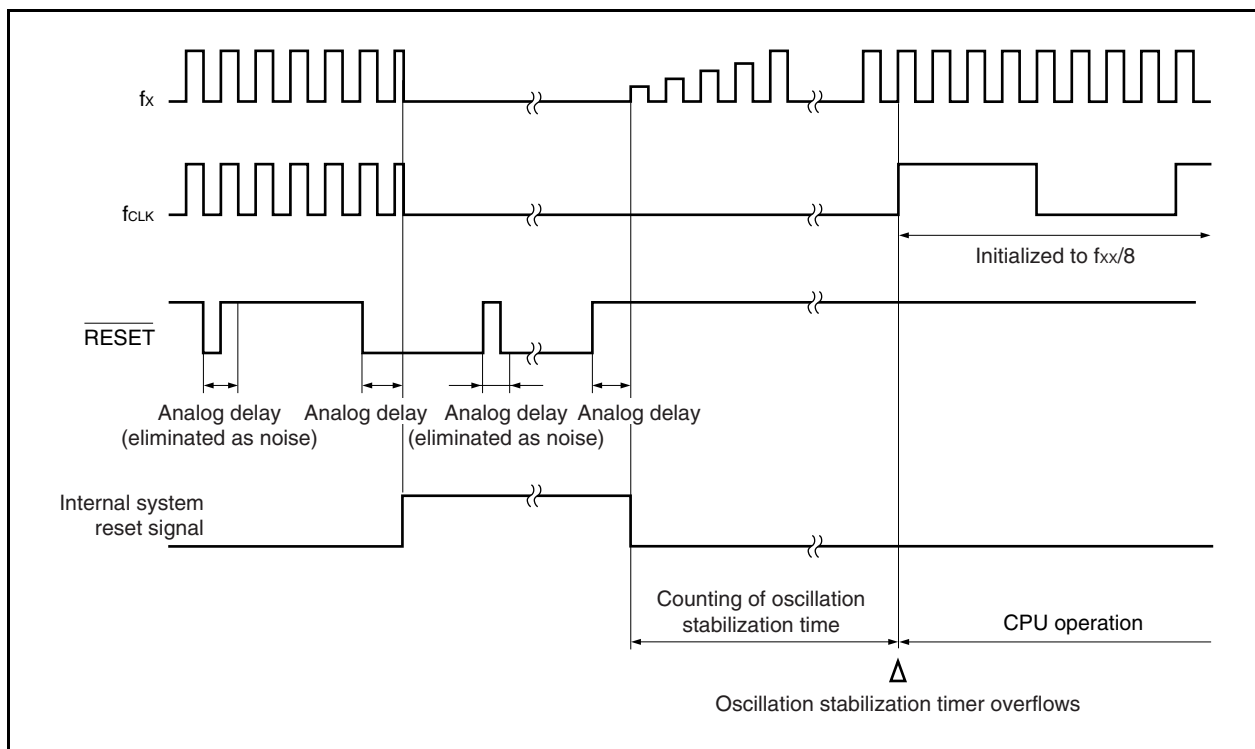 fX
fCLK
Initialized to fXX/8
RESET
Analog delay
(eliminated as noise)
Analog delay
Analog delay
(eliminated as noise)
Analog delay
Internal system
reset signal
Counting of oscillation
stabilization time
CPU operation
Oscillation stabilization timer overflows